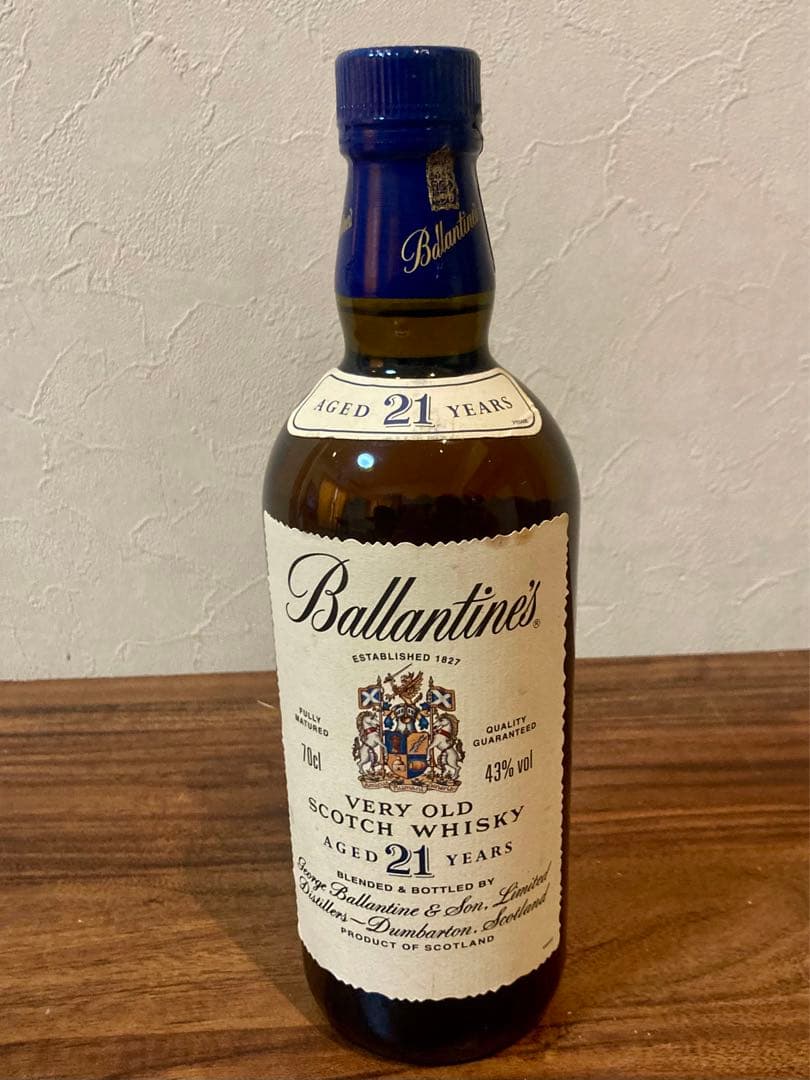 Ballantine's
AGED 21 YEARS
Ballantine's®
ESTABLISHED 1827
FULLY
MATURED
70cl
QUALITY
GUARANTEED
43% vol
VERY OLD
SCOTCH WHISKY
AGED 21 YEARS
BLENDED & BOTTLED BY
George Ballantine & Son, Limited
Distillers—Dumbarton, Scotland
PRODUCT OF SCOTLAND